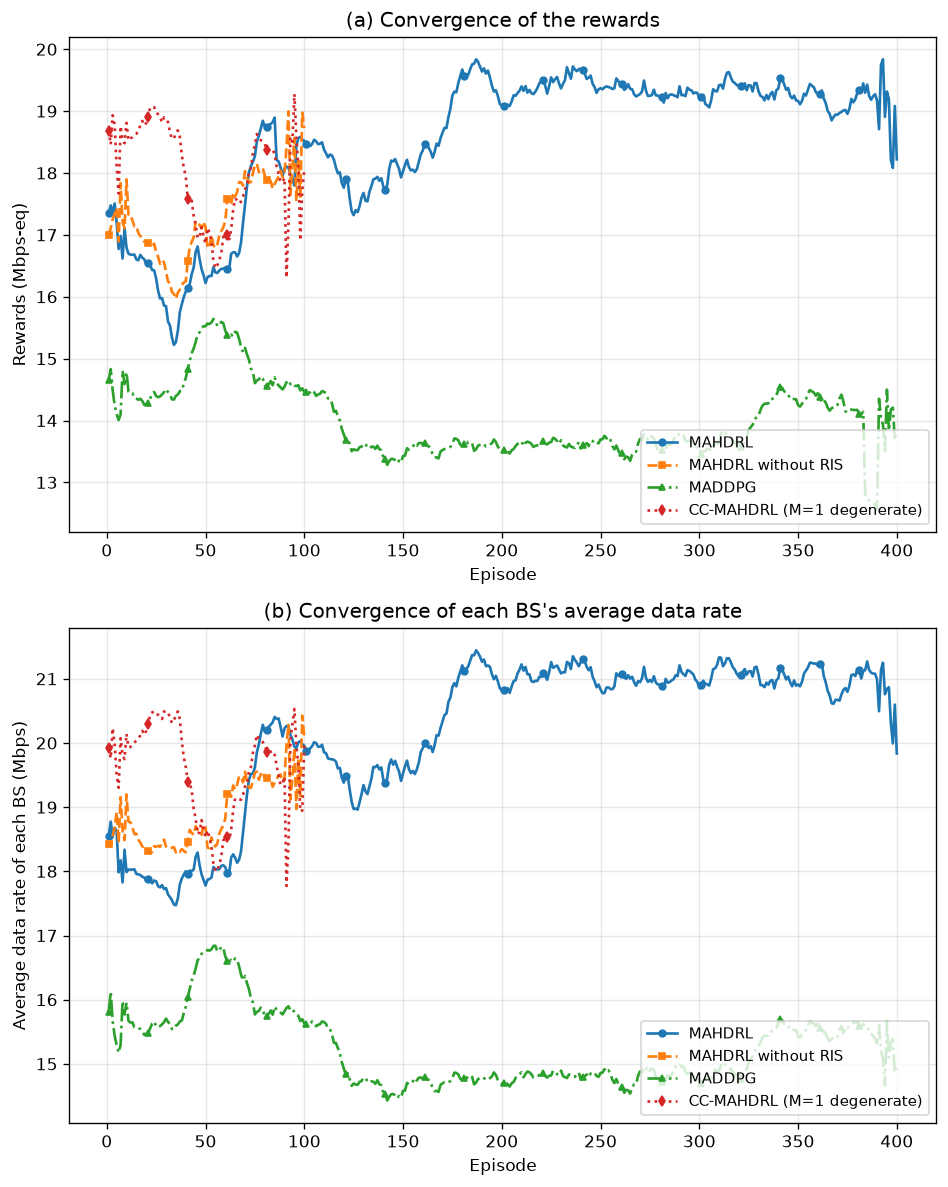 (a) Convergence of the rewards
20
19
18
17
16
15
14
13
Rewards (Mbps-eq)
MAHDRL
MAHDRL without RIS
MADDPG
CC-MAHDRL (M=1 degenerate)
0 50 100 150 200 250 300 350 400
Episode
(b) Convergence of each BS's average data rate
21
20
19
18
17
16
15
Average data rate of each BS (Mbps)
MAHDRL
MAHDRL without RIS
MADDPG
CC-MAHDRL (M=1 degenerate)
0 50 100 150 200 250 300 350 400
Episode